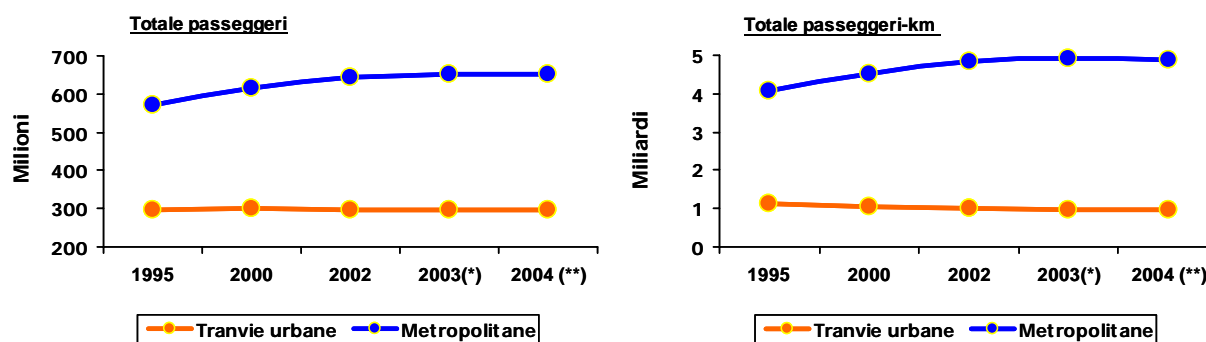 Totale passeggeri
700
600
500
400
300
200
Milioni
1995 2000 2002 2003(*) 2004 (**)
Tranvie urbane Metropolitane
Totale passeggeri-km
5
4
3
2
1
0
Miliardi
1995 2000 2002 2003(*) 2004 (**)
Tranvie urbane Metropolitane